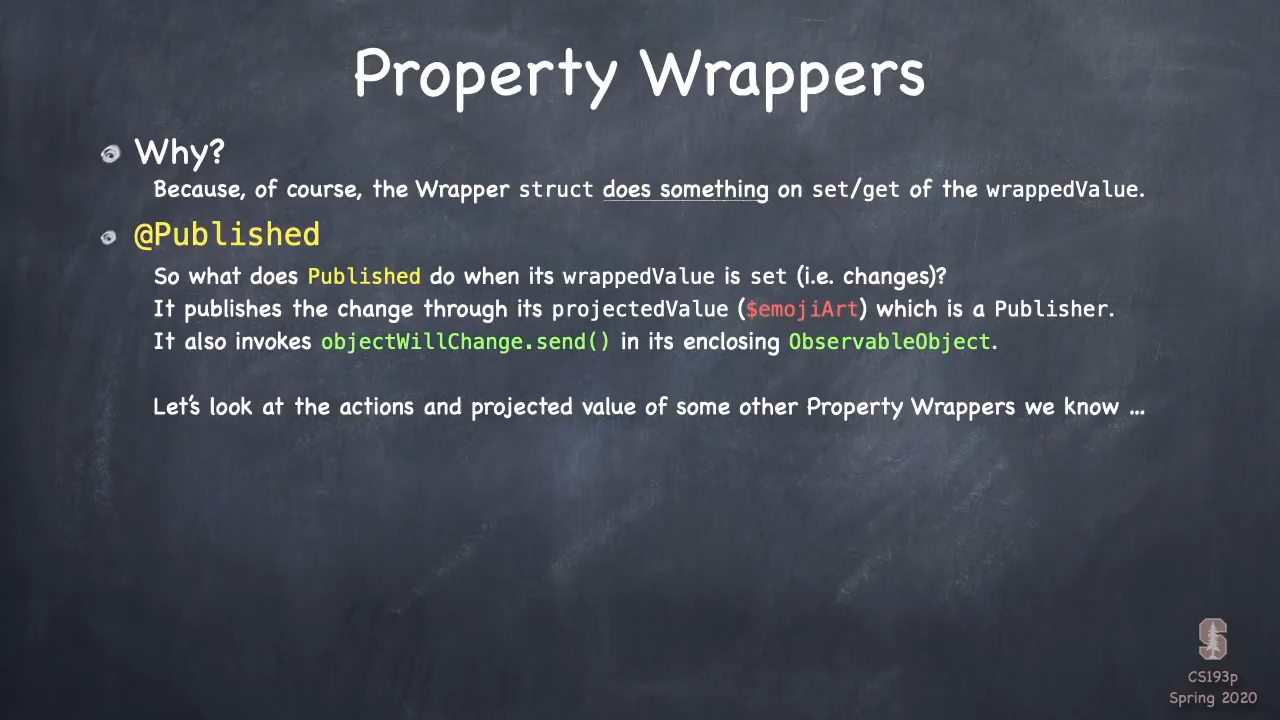 Property Wrappers
Why?
Because, of course, the Wrapper struct does something on set/get of the wrappedValue.
@Published
So what does Published do when its wrappedValue is set (i.e. changes)?
It publishes the change through its projectedValue ($emojiArt) which is a Publisher.
It also invokes objectWillChange.send() in its enclosing ObservableObject.
Let's look at the actions and projected value of some other Property Wrappers we know ...
S
CS193p
Spring 2020